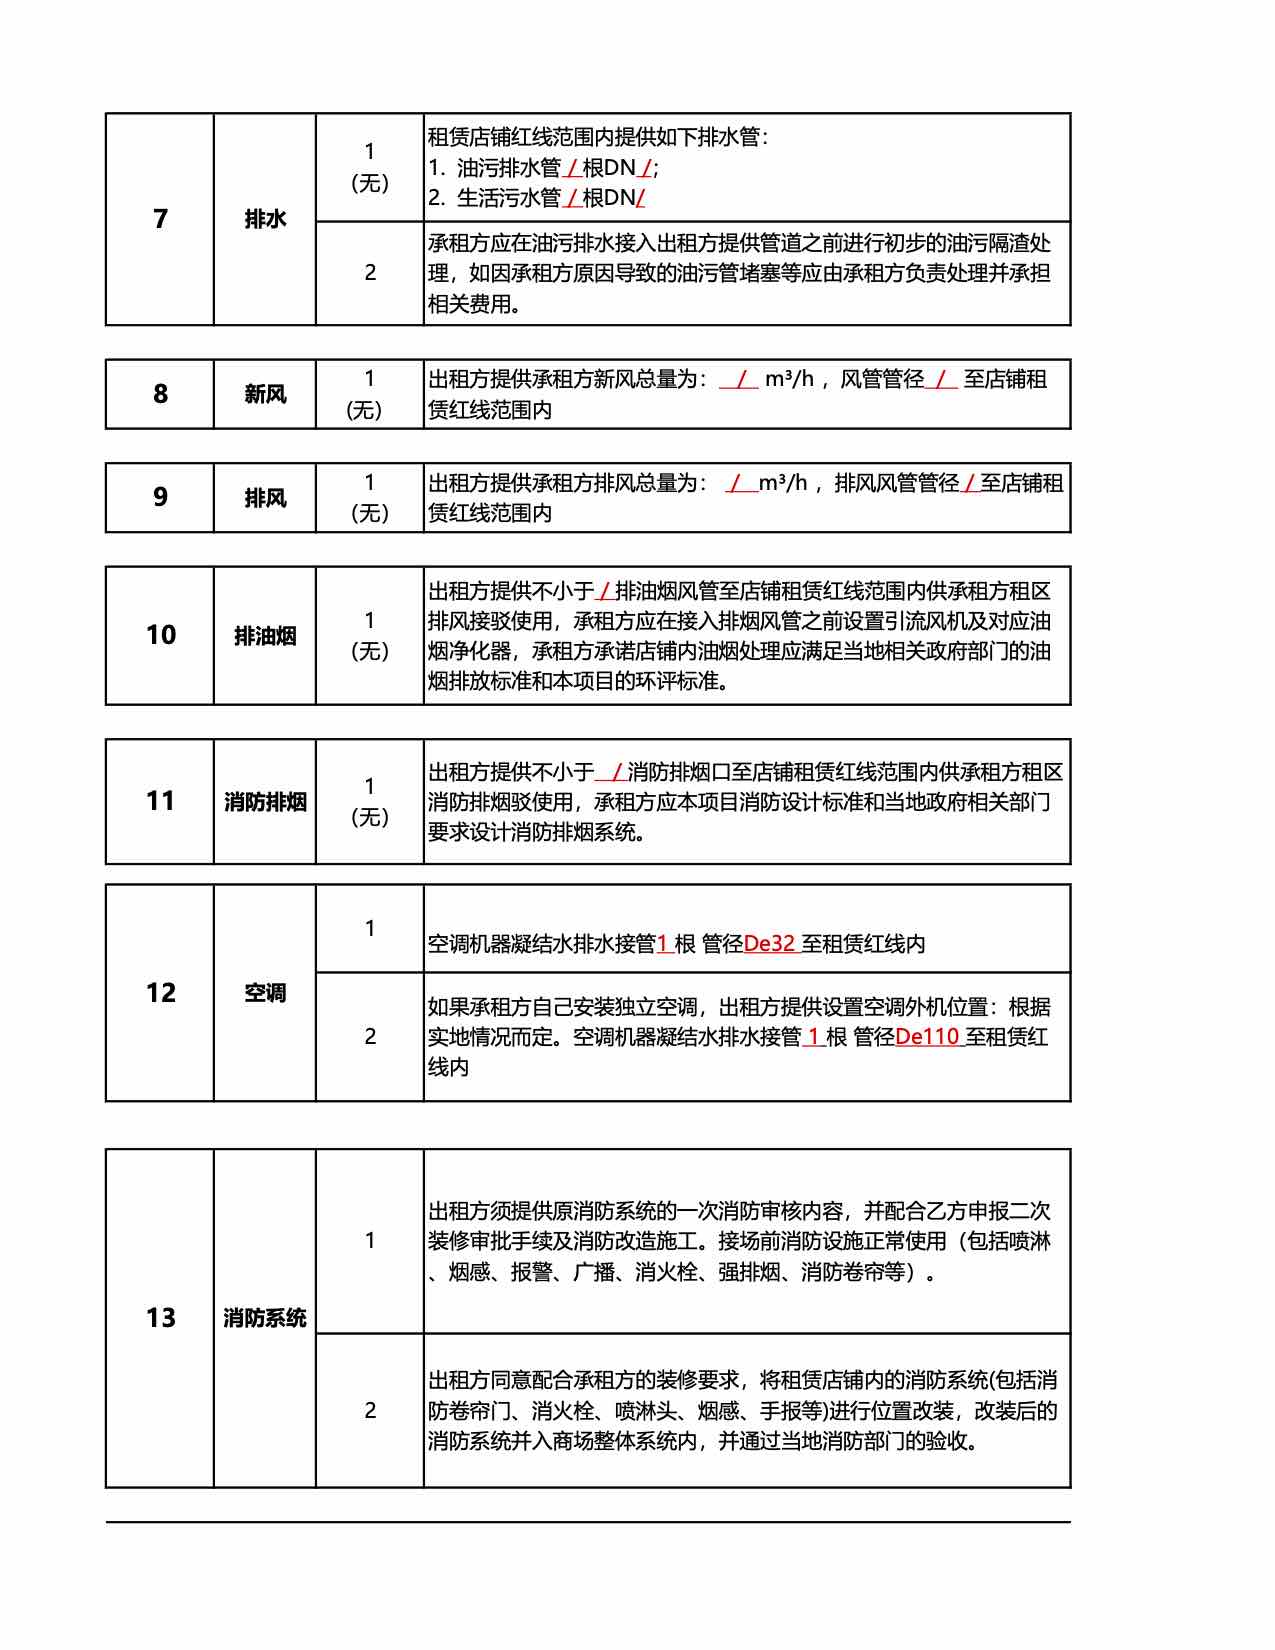 7
排水
1
(无)
租赁店铺红线范围内提供如下排水管：
1. 油污排水管 / 根DN /;
2. 生活污水管 / 根DN/
2
承租方应在油污排水接入出租方提供管道之前进行初步的油污隔渣处
理，如因承租方原因导致的油污管堵塞等应由承租方负责处理并承担
相关费用。
8
新风
1
(无)
出租方提供承租方新风总量为： / m³/h ，风管管径 / 至店铺租
赁红线范围内
9
排风
1
(无)
出租方提供承租方排风总量为： / m³/h ，排风风管管径 / 至店铺租
赁红线范围内
10
排油烟
1
(无)
出租方提供不小于 / 排油烟风管至店铺租赁红线范围内供承租方租区
排风接驳使用，承租方应在接入排烟风管之前设置引流风机及对应油
烟净化器，承租方承诺店铺内油烟处理应满足当地相关政府部门的油
烟排放标准和本项目的环评标准。
11
消防排烟
1
(无)
出租方提供不小于 / 消防排烟口至店铺租赁红线范围内供承租方租区
消防排烟驳使用，承租方应本项目消防设计标准和当地政府相关部门
要求设计消防排烟系统。
12
空调
1
空调机器凝结水排水接管1 根 管径De32 至租赁红线内
2
如果承租方自己安装独立空调，出租方提供设置空调外机位置：根据
实地情况而定。空调机器凝结水排水接管 1 根 管径De110 至租赁红
线内
13
消防系统
1
出租方须提供原消防系统的一次消防审核内容，并配合乙方申报二次
装修审批手续及消防改造施工。接场前消防设施正常使用（包括喷淋
、烟感、报警、广播、消火栓、强排烟、消防卷帘等）。
2
出租方同意配合承租方的装修要求，将租赁店铺内的消防系统(包括消
防卷帘门、消火栓、喷淋头、烟感、手报等)进行位置改装，改装后的
消防系统并入商场整体系统内，并通过当地消防部门的验收。